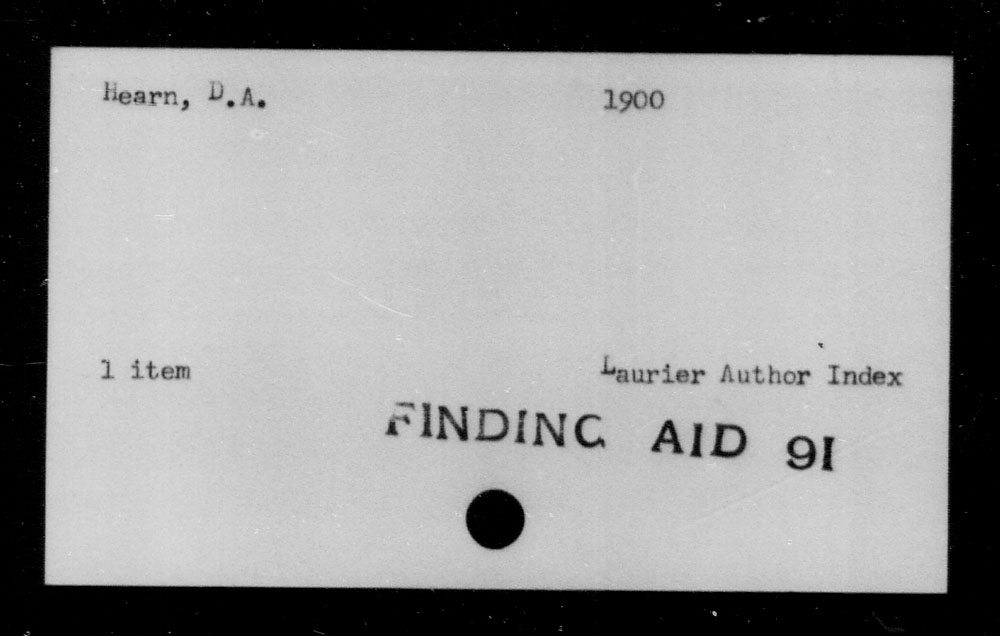 Hearn, D.A. 1900
1 item Laurier Author Index
FINDING AID 91